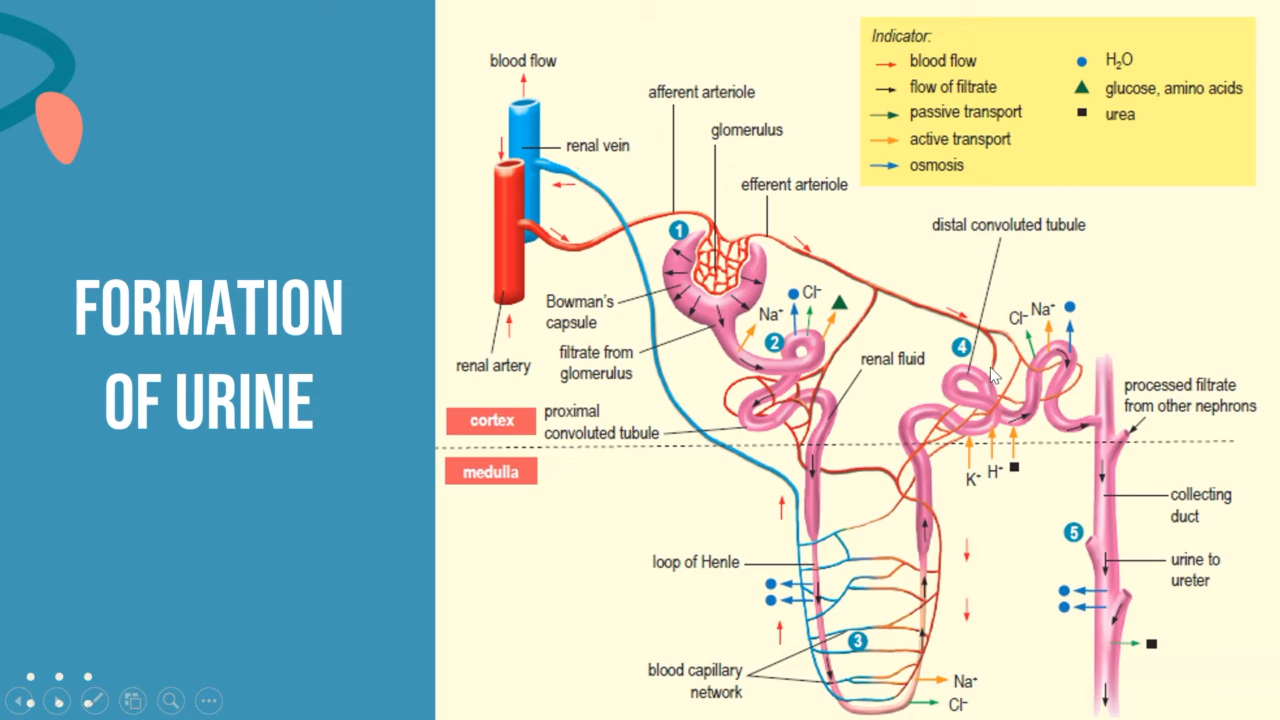 FORMATION
OF URINE
Indicator:
blood flow
flow of filtrate
passive transport
active transport
osmosis
H₂O
glucose, amino acids
urea
blood flow
renal vein
afferent arteriole
glomerulus
efferent arteriole
distal convoluted tubule
1
Bowman's
capsule
filtrate from
glomerulus
renal artery
Na⁺
Cl⁻
2
renal fluid
4
Cl⁻
Na⁺
processed filtrate
from other nephrons
cortex
proximal
convoluted tubule
medulla
K⁺
H⁺
collecting
duct
5
loop of Henle
urine to
ureter
3
blood capillary
network
Na⁺
Cl⁻